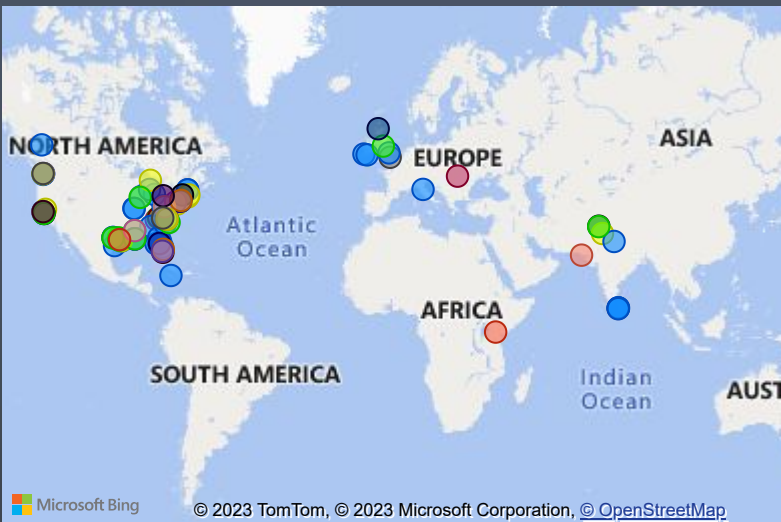 NORTH AMERICA
EUROPE
ASIA
Atlantic
Ocean
AFRICA
SOUTH AMERICA
Indian
Ocean
AUST
Microsoft Bing
© 2023 TomTom, © 2023 Microsoft Corporation, © OpenStreetMap